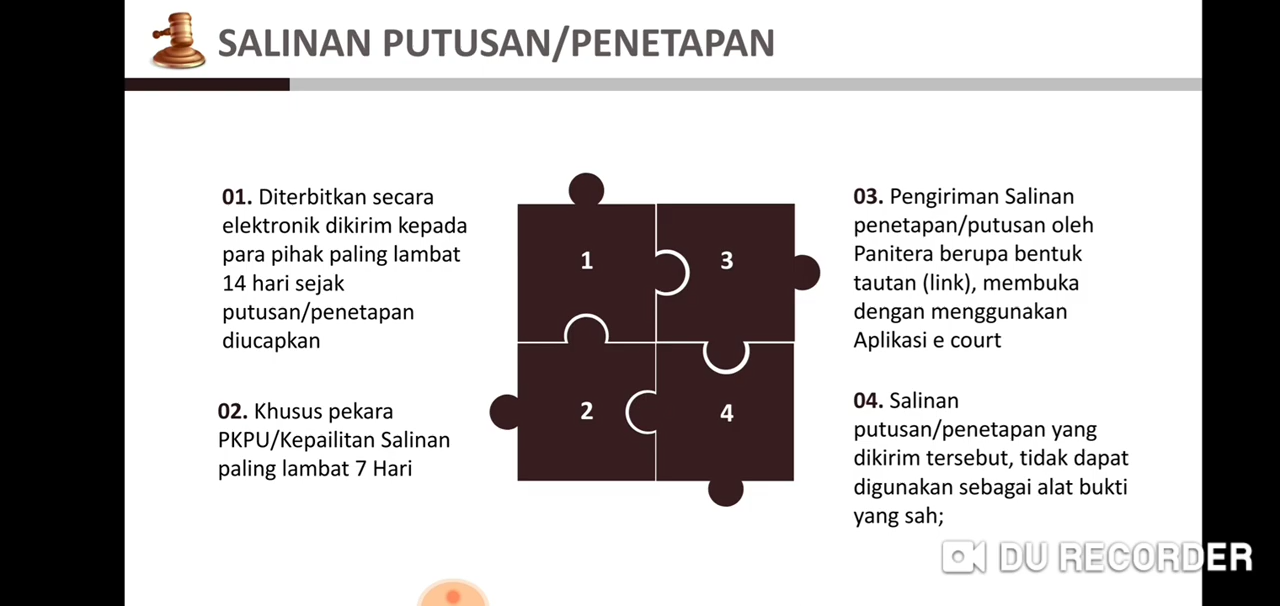 SALINAN PUTUSAN/PENETAPAN
01. Diterbitkan secara
elektronik dikirim kepada
para pihak paling lambat
14 hari sejak
putusan/penetapan
diucapkan
02. Khusus pekara
PKPU/Kepailitan Salinan
paling lambat 7 Hari
1
3
2
4
03. Pengiriman Salinan
penetapan/putusan oleh
Panitera berupa bentuk
tautan (link), membuka
dengan menggunakan
Aplikasi e court
04. Salinan
putusan/penetapan yang
dikirim tersebut, tidak dapat
digunakan sebagai alat bukti
yang sah;
DU RECORDER